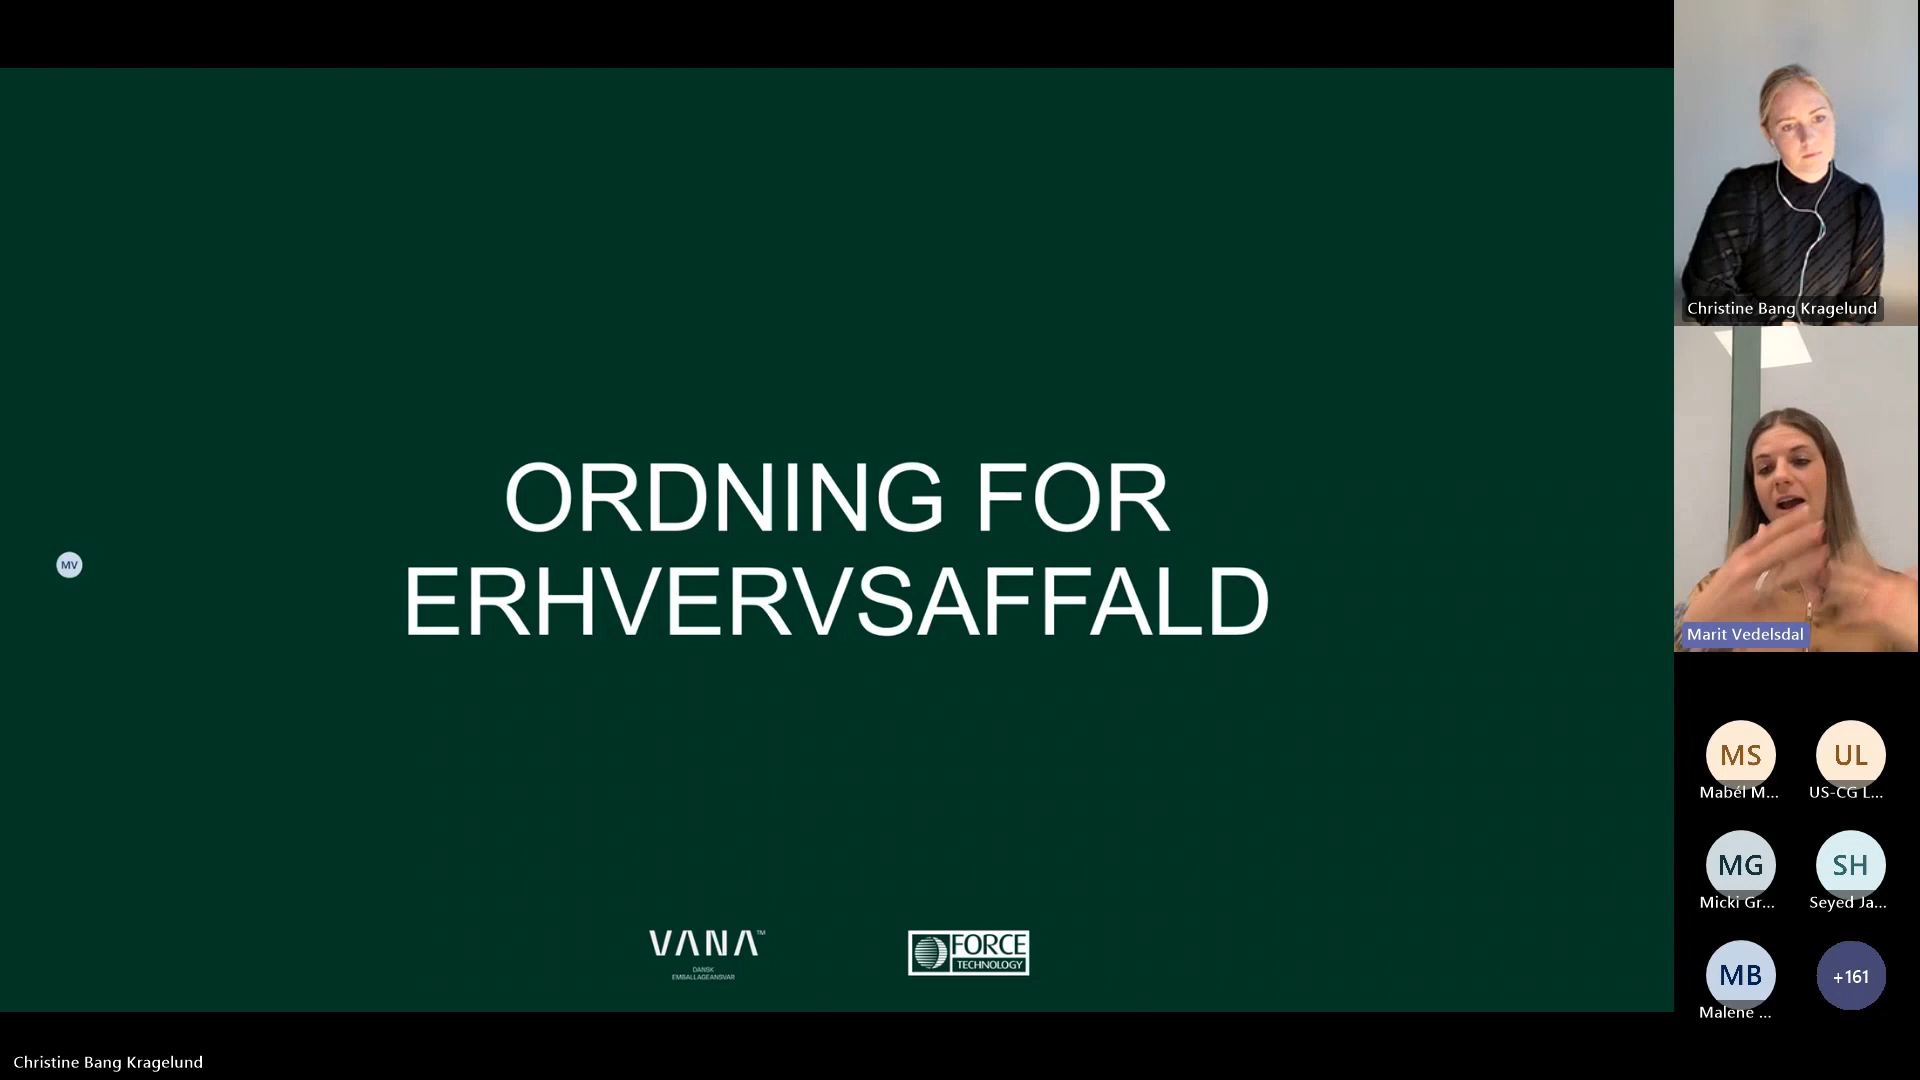 ORDNING FOR
ERHVERVSAFFALD
MV
VANA™
DANSK
EMBALLAGEANSVAR
FORCE
TECHNOLOGY
Christine Bang Kragelund
Marit Vedelsdal
MS
Mabél M...
UL
US-CG L...
MG
Micki Gr...
SH
Seyed Ja...
MB
Malene ...
+161
Christine Bang Kragelund